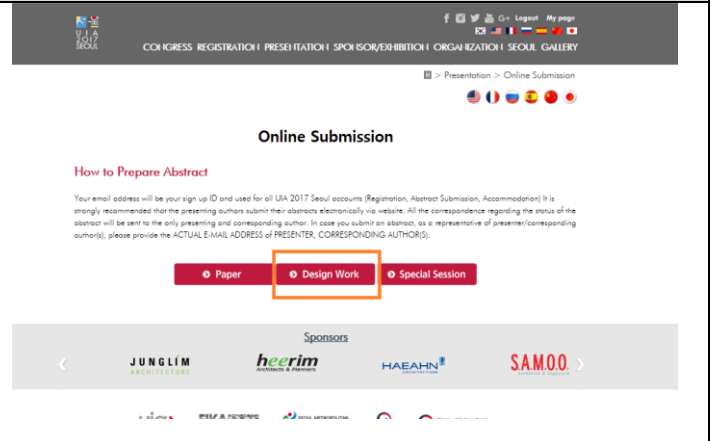 G+ Logout My page
UIA
2017
SEOUL
CONGRESS REGISTRATION PRESENTATION SPONSOR/EXHIBITION ORGANIZATION SEOUL GALLERY
> Presentation > Online Submission
Online Submission
How to Prepare Abstract
Your email address will be your sign up ID and used for all UIA 2017 Seoul accounts (Registration, Abstract Submission, Accommodation) It is
strongly recommended that the presenting authors submit their abstracts electronically via website. All the correspondence regarding the status of the
abstract will be sent to the only presenting and corresponding author. In case you submit an abstract, as a representative of presenter/corresponding
author(s), please provide the ACTUAL E-MAIL ADDRESS of PRESENTER, CORRESPONDING AUTHOR(S).
Paper Design Work Special Session
Sponsors
JUNGLIM
ARCHITECTURE
heerim
Architects & Planners
HAEAHN
ARCHITECTURE
S.A.M.O.O.
Architects & Engineers